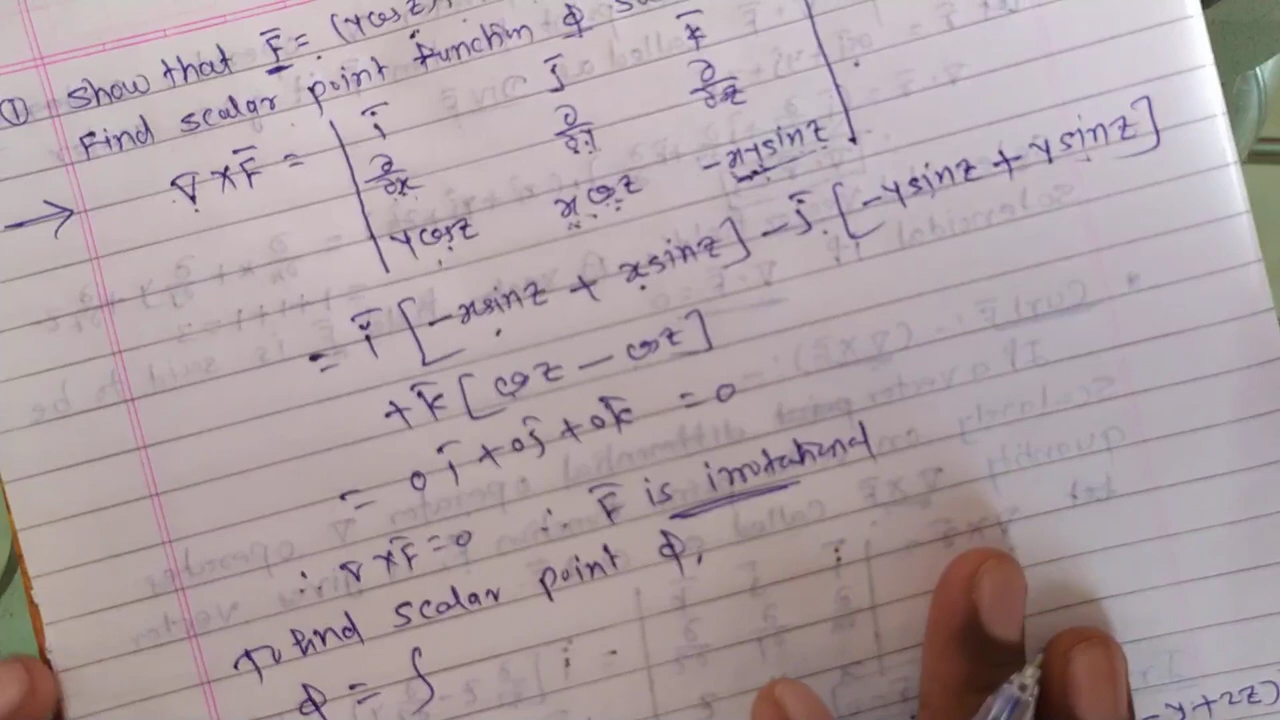 ① Show that F̄ = (ycosz)
Find scalar point function ϕ
∇×F̄ = | ī j̄ k̄
∂/∂x ∂/∂y ∂/∂z
ycosz xcosz -xysinz |
= ī [-xsinz + xsinz] - j̄ [-ysinz + ysinz]
+ k̄ [cosz - cosz]
= 0ī + 0j̄ + 0k̄ = 0
∴ ∇×F̄ = 0 ∴ F̄ is irrotational
To find scalar point ϕ,
ϕ = ∫
-y+2z)